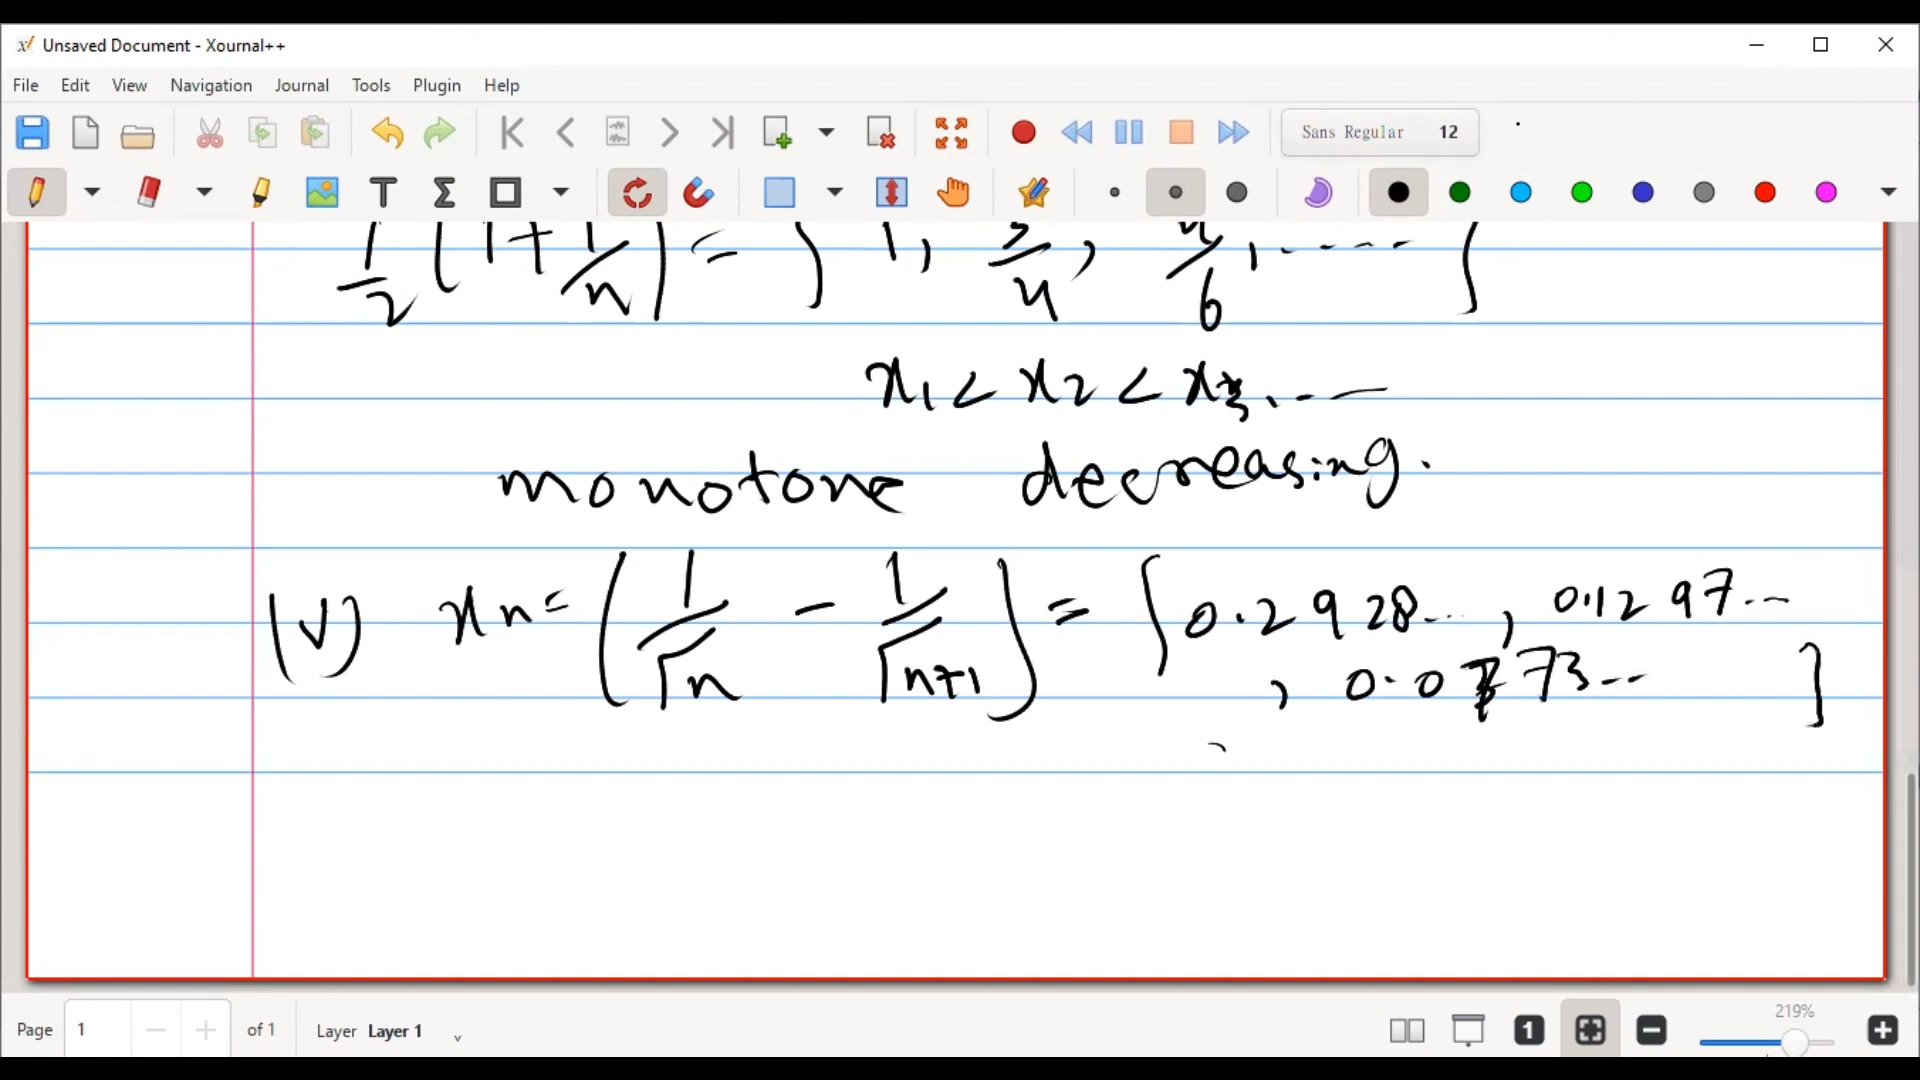 Unsaved Document - Xournal++
File Edit View Navigation Journal Tools Plugin Help
Sans Regular 12
1/2 (1 + 1/n) = { 1, 3/4, 4/6, ..... }
x1 < x2 < x3, ...
monotone decreasing.
(V) xn = (1/√n - 1/√n+1) = { 0.2928..., 0.1297...
, 0.0773... }
Page 1 of 1 Layer Layer 1 1 219%